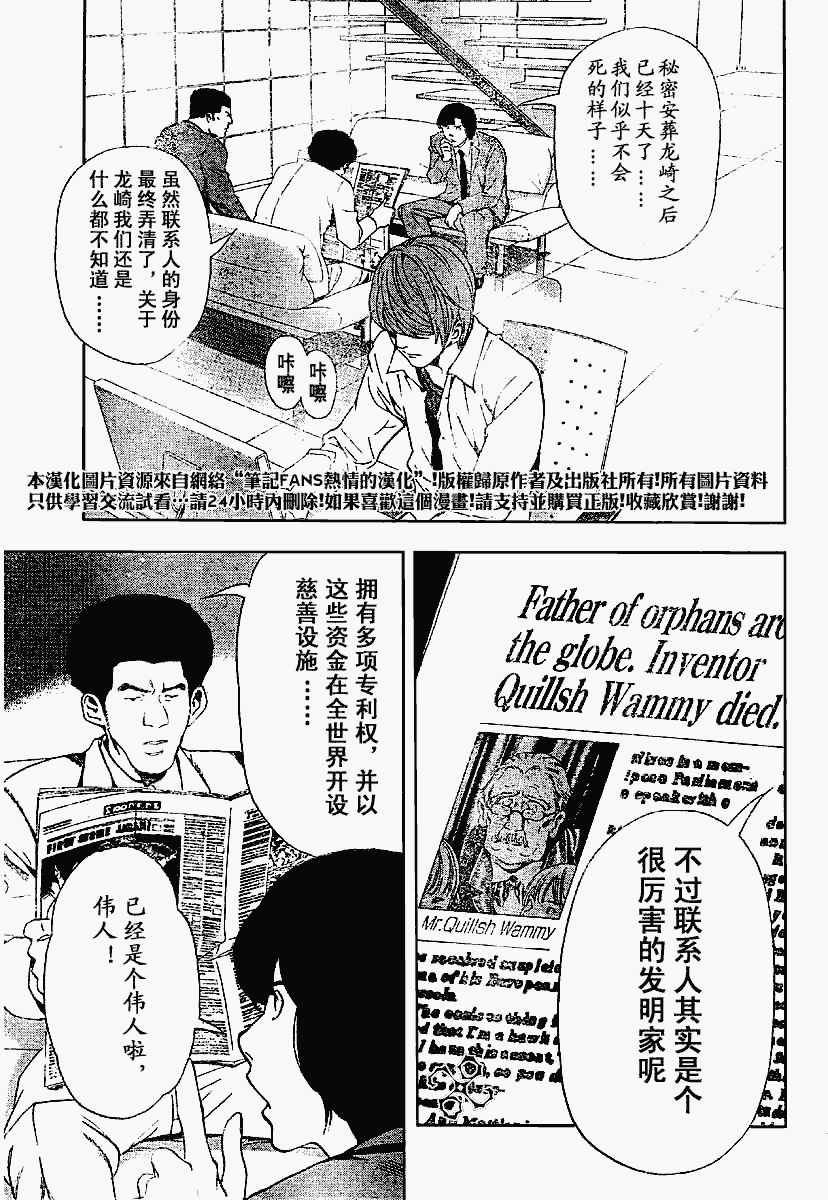 秘密安葬龙崎之后
已经十天了……
我们似乎不会
死的样子……
虽然联系人的身份
最终弄清了，关于
龙崎我们还是
什么都不知道
……
咔嚓
咔嚓
本漢化圖片資源來自網絡“筆記FANS熱情的漢化”!版權歸原作者及出版社所有!所有圖片資料
只供學習交流試看…請24小時內刪除!如果喜歡這個漫畫!請支持並購買正版!收藏欣賞!謝謝!
Father of orphans aro
the globe. Inventor
Quillsh Wammy died.
Mr.Quillsh Wammy
不过联系人其实是个
很厉害的发明家呢
拥有多项专利权，并以
这些资金在全世界开设
慈善设施……
已经是个伟人啦，
伟人！